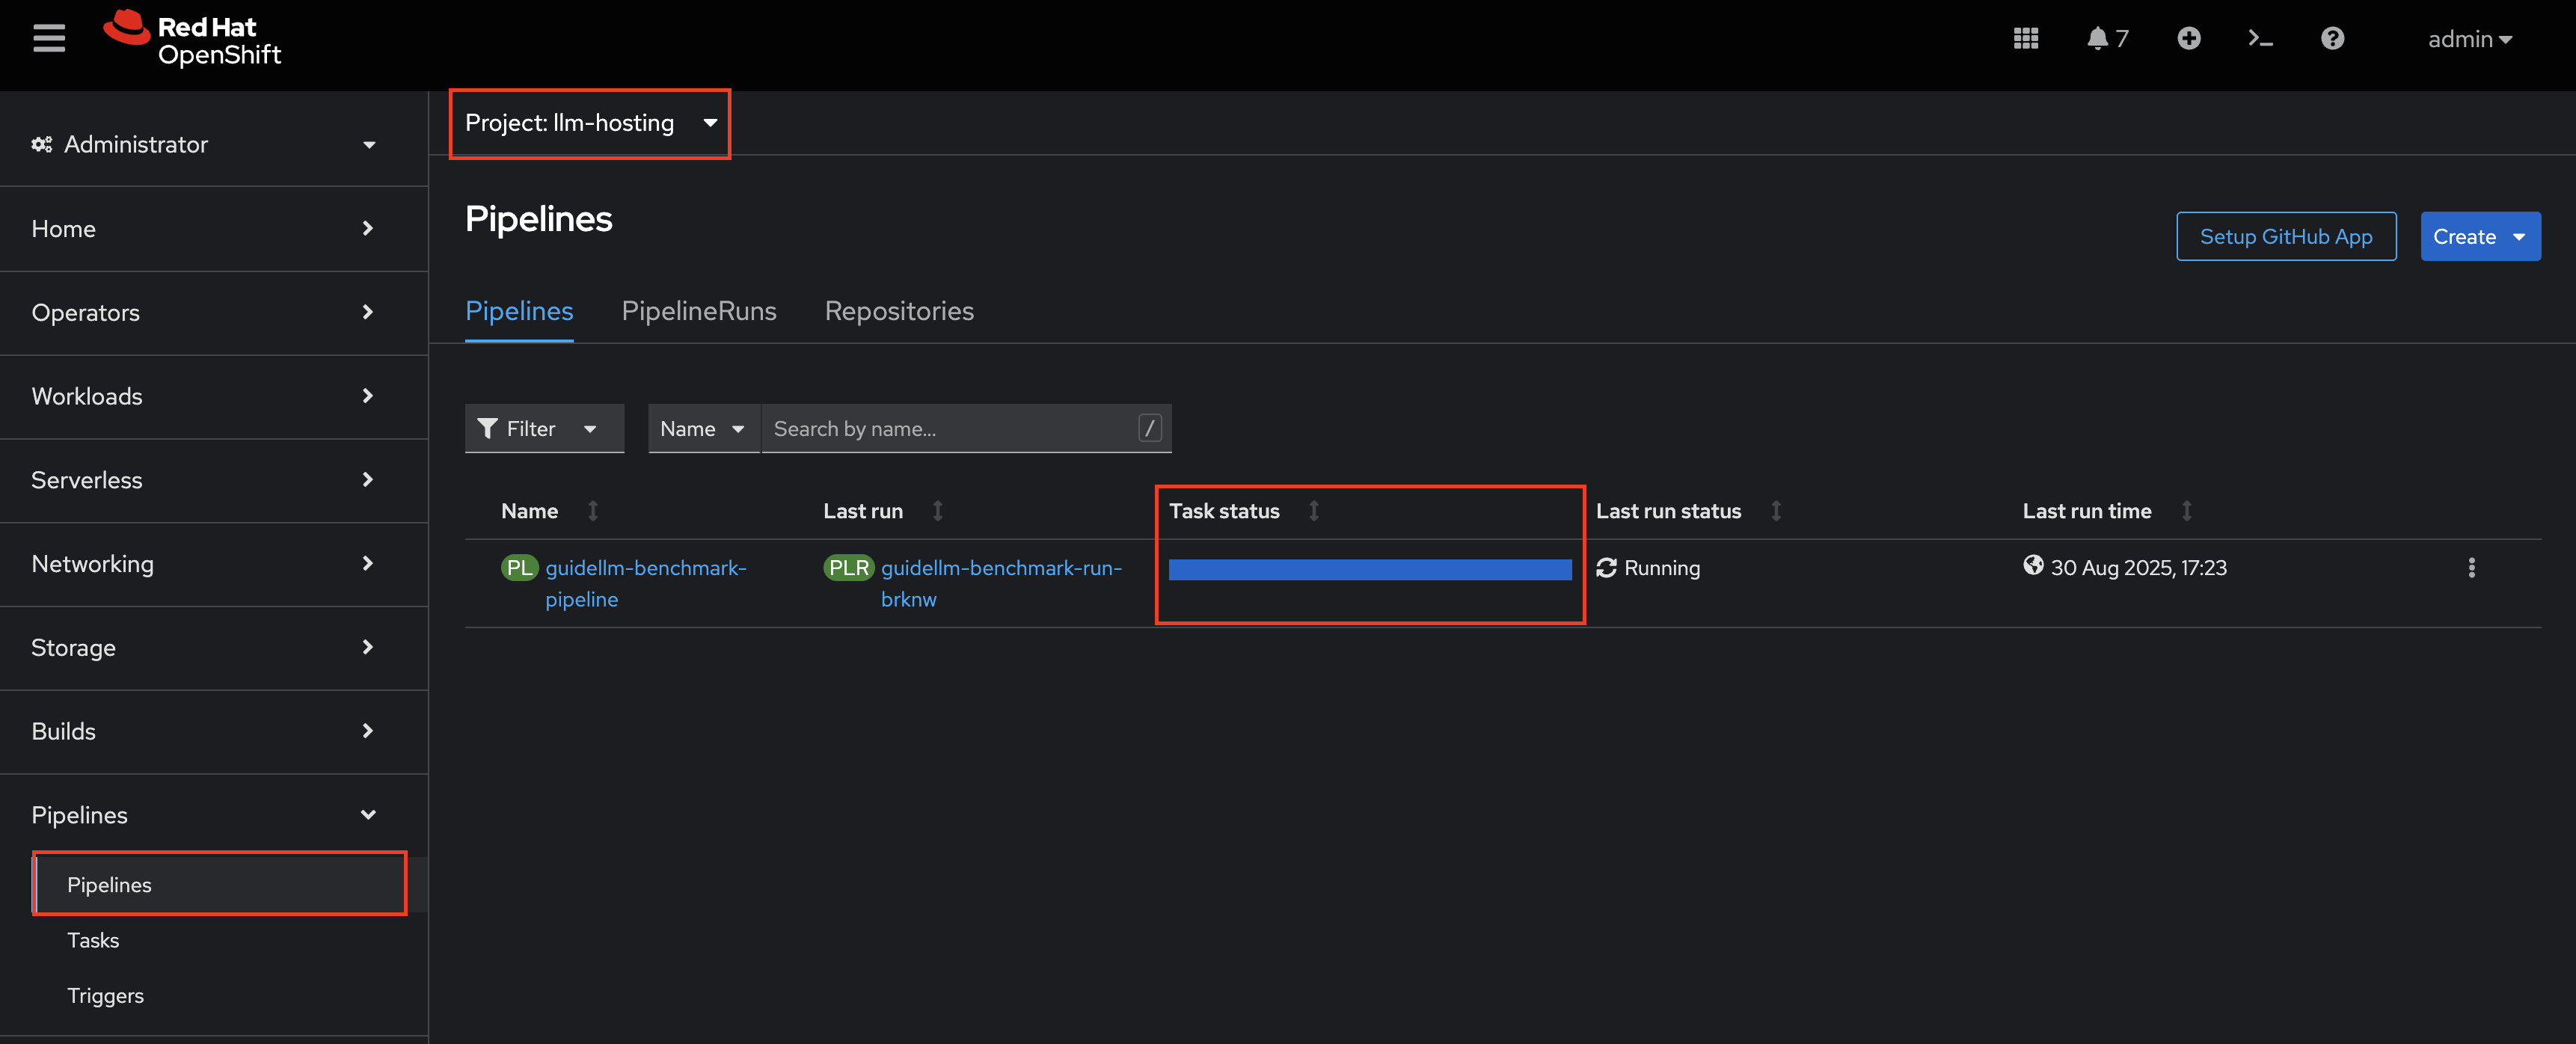 Red Hat
OpenShift
7
admin
Administrator
Home
Operators
Workloads
Serverless
Networking
Storage
Builds
Pipelines
Pipelines
Tasks
Triggers
Project: llm-hosting
Pipelines
Setup GitHub App
Create
Pipelines PipelineRuns Repositories
Filter Name Search by name... /
Name Last run Task status Last run status Last run time
PL guidellm-benchmark-
pipeline
PLR guidellm-benchmark-run-
brknw
Running
30 Aug 2025, 17:23